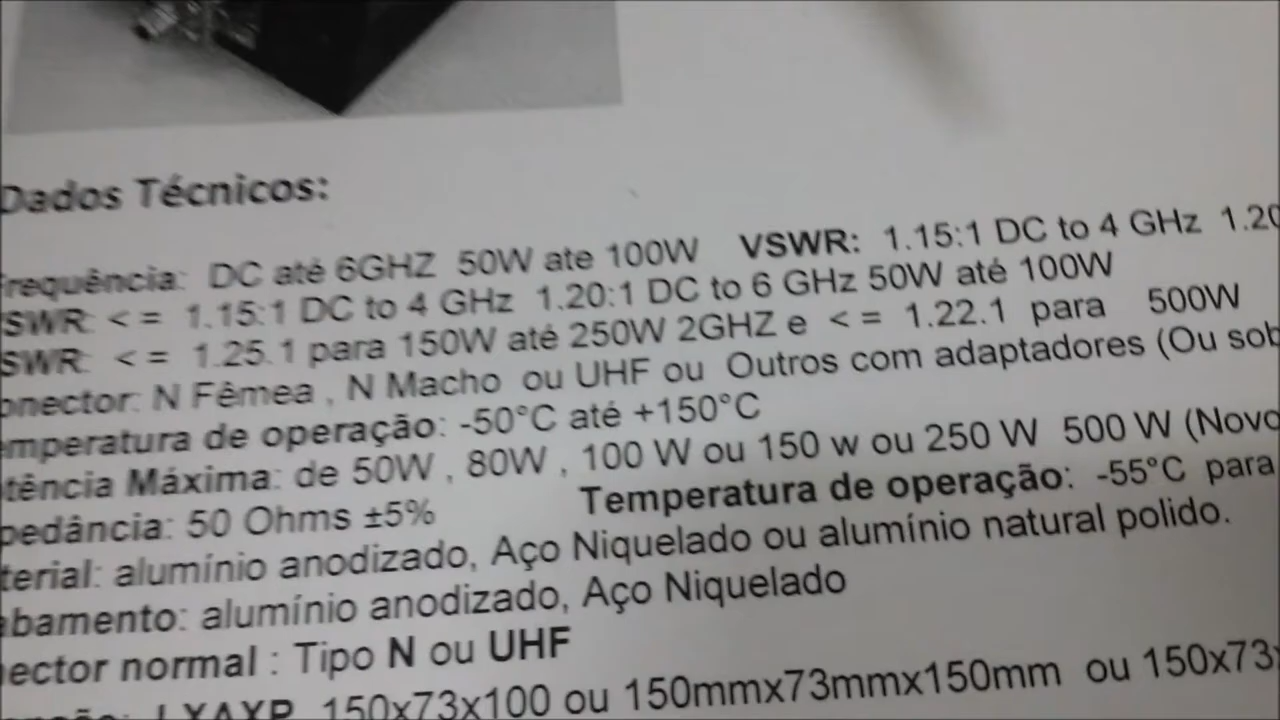 Dados Técnicos:
requência: DC até 6GHZ 50W ate 100W VSWR: 1.15:1 DC to 4 GHz 1.20
SWR: <= 1.15:1 DC to 4 GHz 1.20:1 DC to 6 GHz 50W até 100W
SWR: <= 1.25.1 para 150W até 250W 2GHZ e <= 1.22.1 para 500W
onector: N Fêmea , N Macho ou UHF ou Outros com adaptadores (Ou sob
emperatura de operação: -50°C até +150°C
tência Máxima: de 50W , 80W , 100 W ou 150 w ou 250 W 500 W (Novo
pedância: 50 Ohms ±5% Temperatura de operação: -55°C para
terial: alumínio anodizado, Aço Niquelado ou alumínio natural polido.
abamento: alumínio anodizado, Aço Niquelado
nector normal : Tipo N ou UHF
LXAXP 150x73x100 ou 150mmx73mmx150mm ou 150x73x